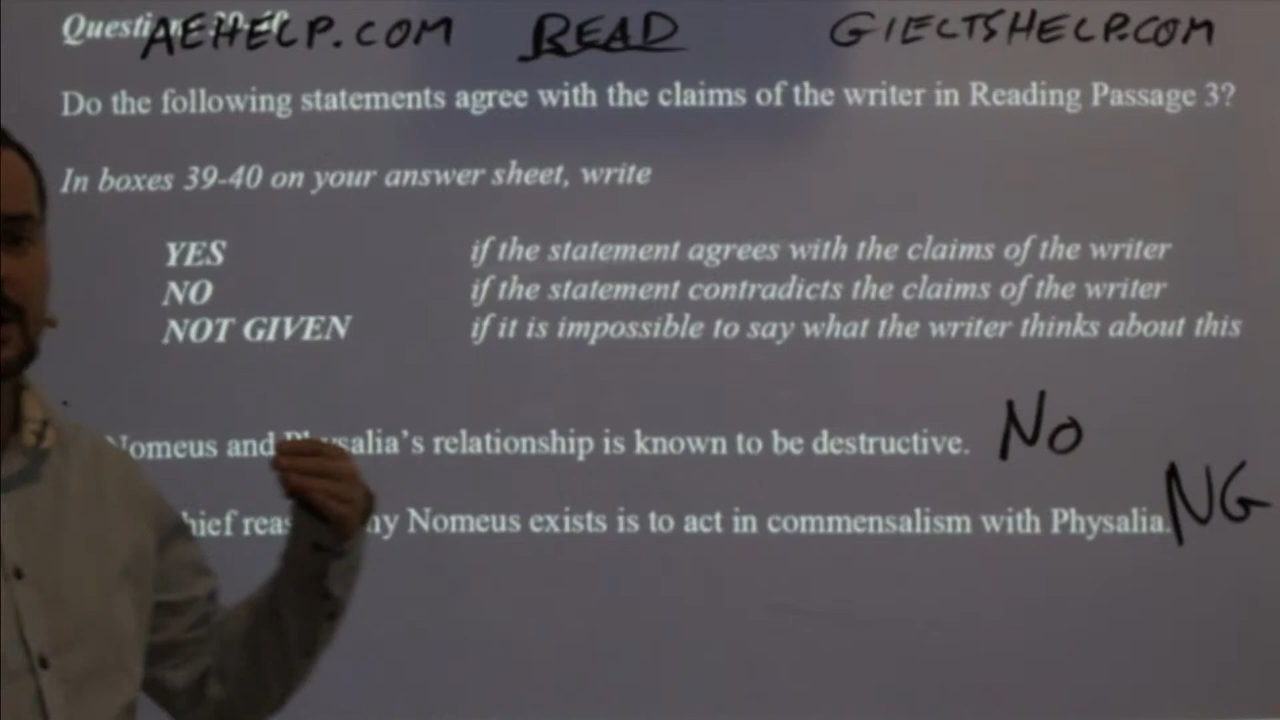 AEHELP.COM READ GIELTSHELP.COM
Do the following statements agree with the claims of the writer in Reading Passage 3?
In boxes 39-40 on your answer sheet, write
YES if the statement agrees with the claims of the writer
NO if the statement contradicts the claims of the writer
NOT GIVEN if it is impossible to say what the writer thinks about this
Nomeus and Physalia's relationship is known to be destructive. No
Nomeus exists is to act in commensalism with Physalia. NG